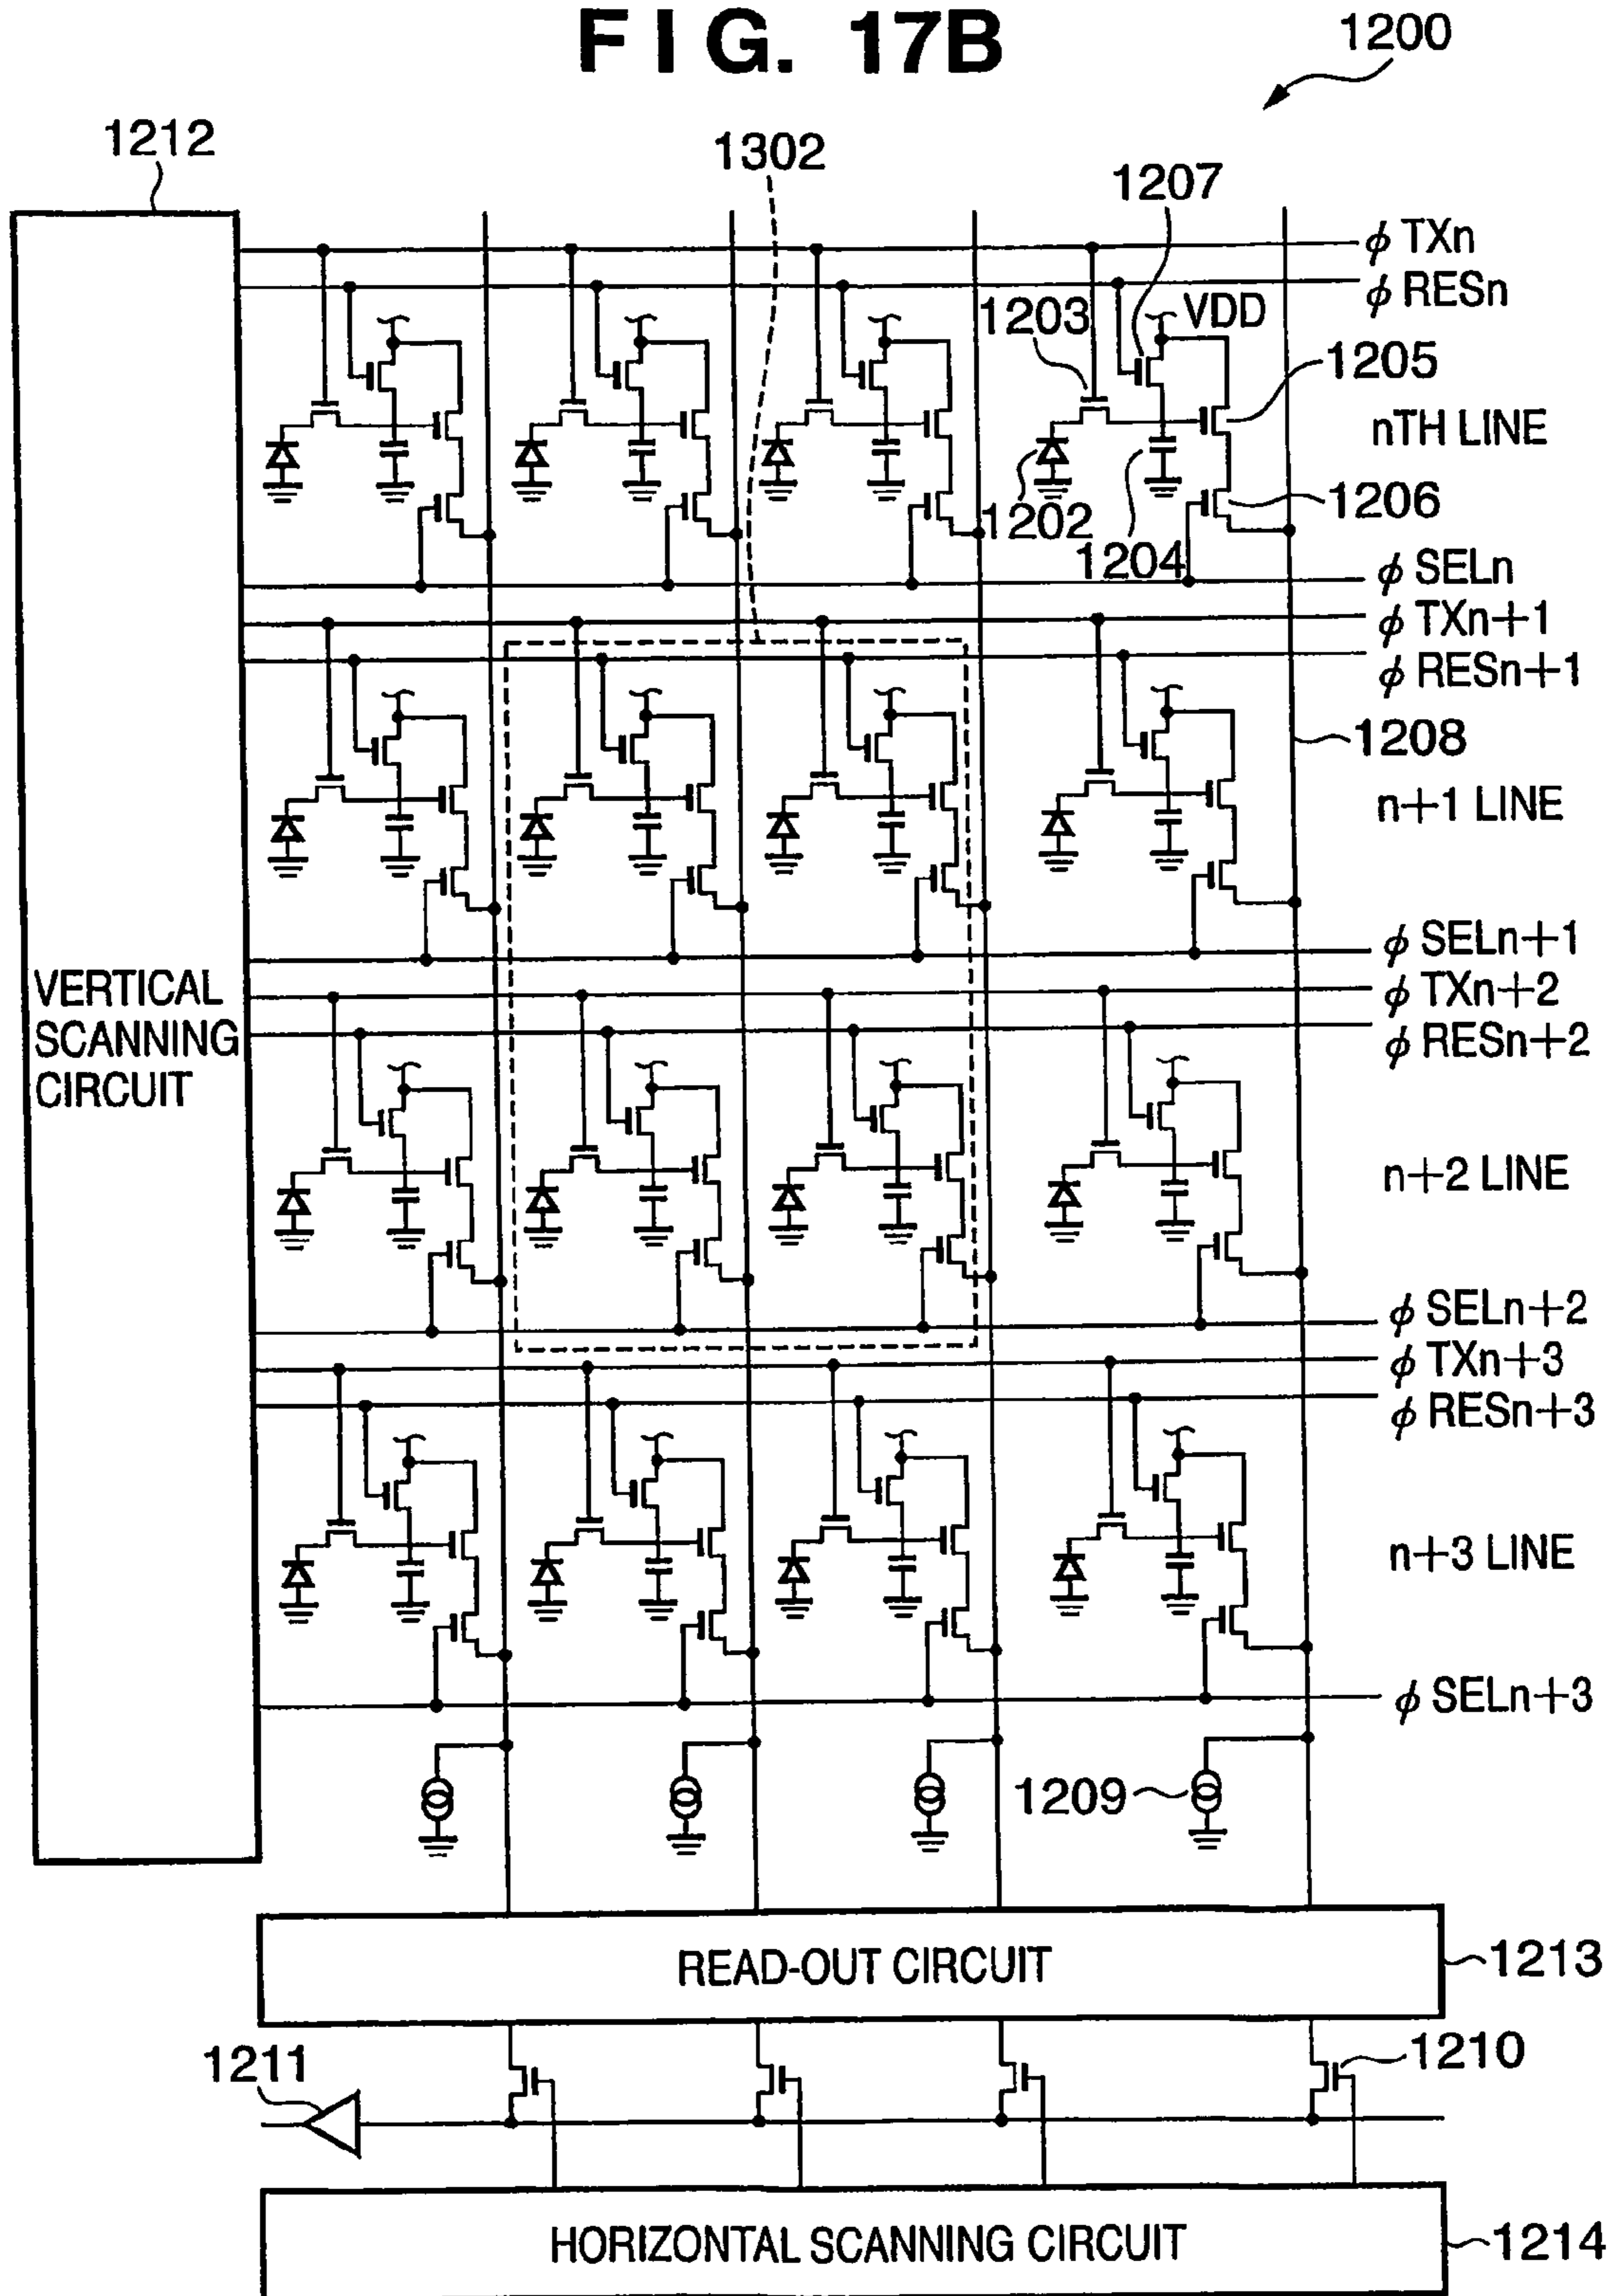 FIG. 17B
1200
1212
1302
1207
φ TXn
φ RESn
1203
VDD
1205
nTH LINE
1202
1204
1206
φ SELn
φ TXn+1
φ RESn+1
1208
n+1 LINE
φ SELn+1
VERTICAL
SCANNING
CIRCUIT
φ TXn+2
φ RESn+2
n+2 LINE
φ SELn+2
φ TXn+3
φ RESn+3
n+3 LINE
φ SELn+3
1209
READ-OUT CIRCUIT
1213
1211
1210
HORIZONTAL SCANNING CIRCUIT
1214